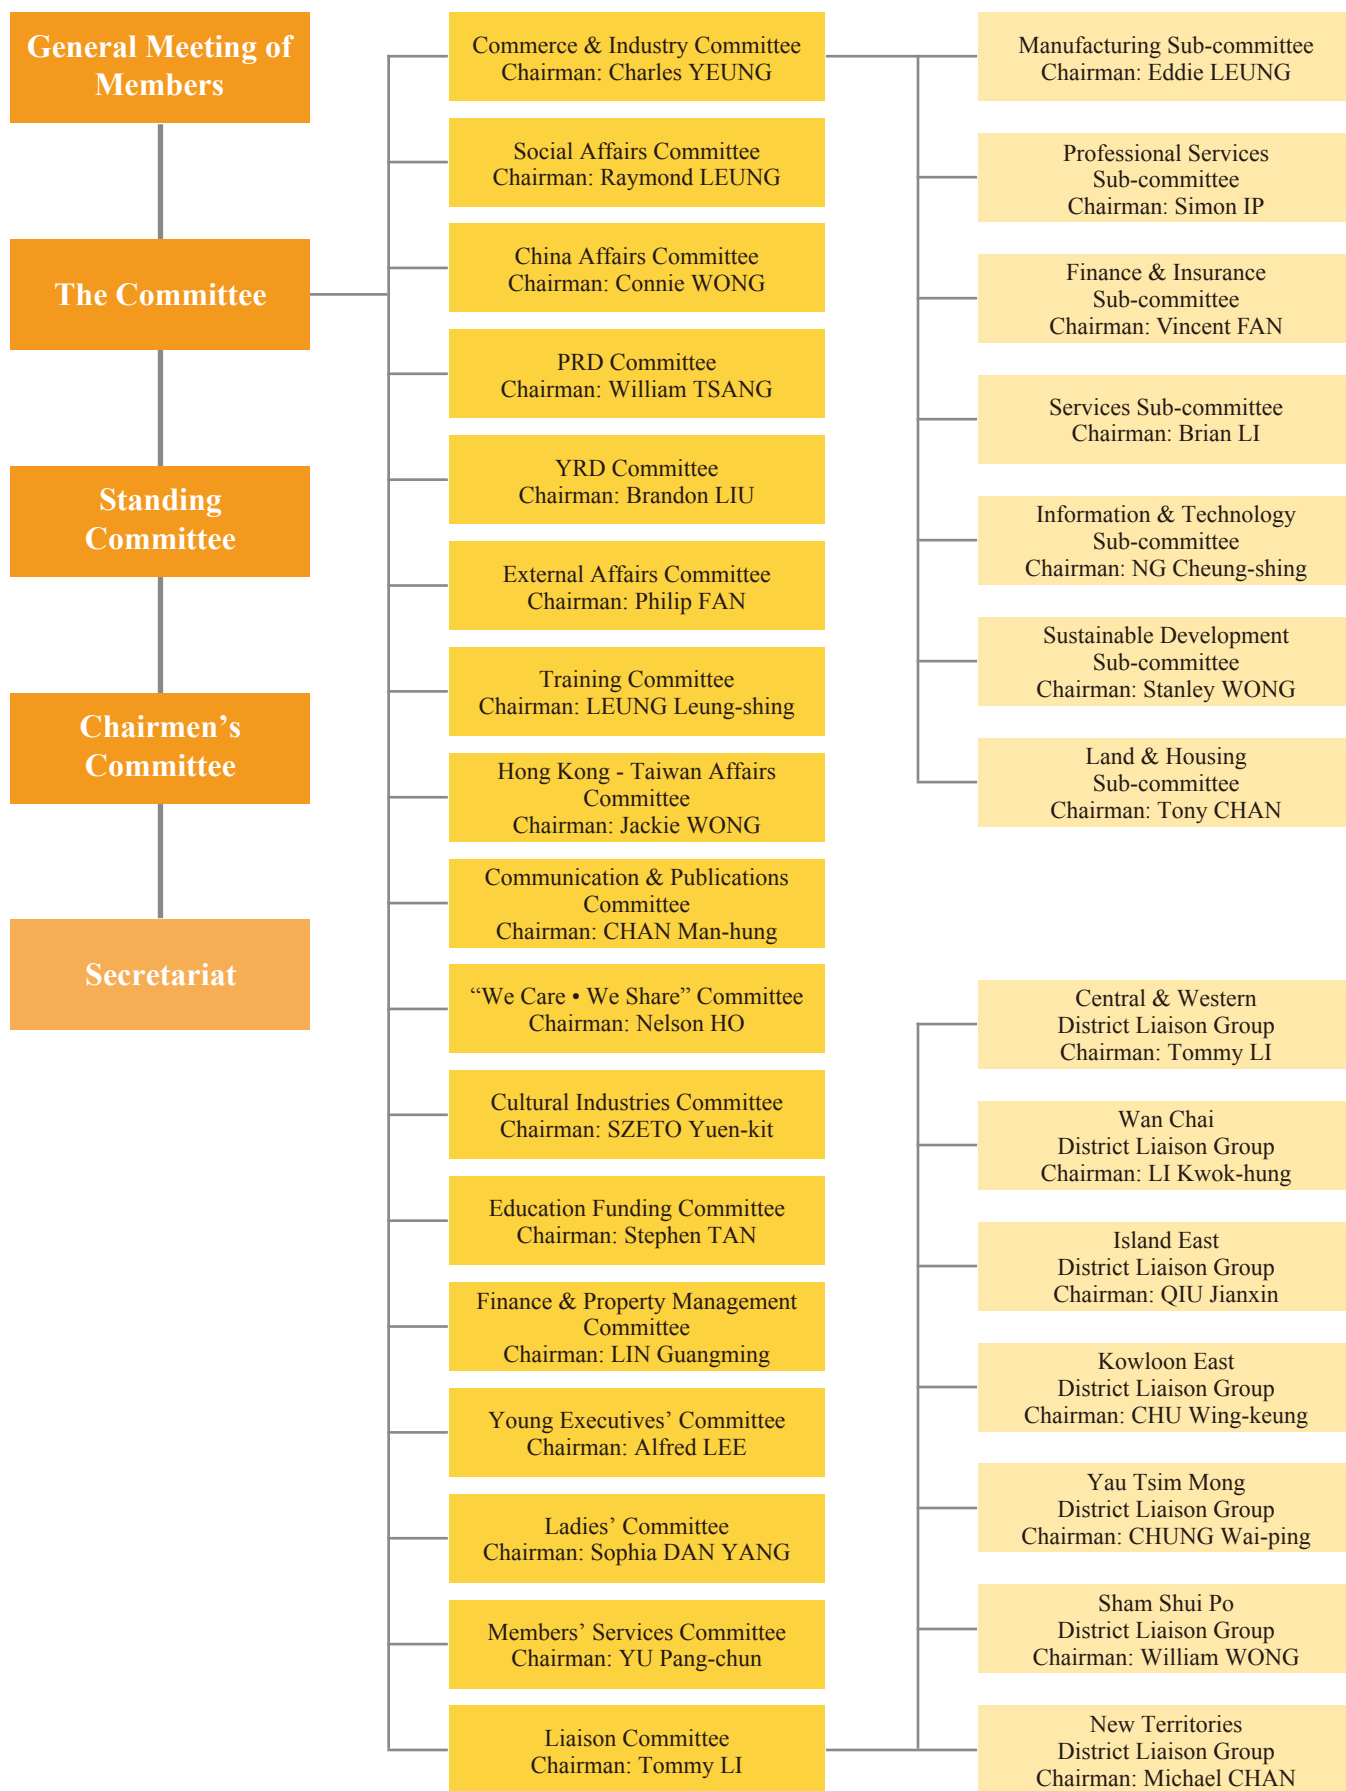 General Meeting of
Members
The Committee
Standing
Committee
Chairmen’s
Committee
Secretariat
Commerce & Industry Committee
Chairman: Charles YEUNG
Social Affairs Committee
Chairman: Raymond LEUNG
China Affairs Committee
Chairman: Connie WONG
PRD Committee
Chairman: William TSANG
YRD Committee
Chairman: Brandon LIU
External Affairs Committee
Chairman: Philip FAN
Training Committee
Chairman: LEUNG Leung-shing
Hong Kong - Taiwan Affairs
Committee
Chairman: Jackie WONG
Communication & Publications
Committee
Chairman: CHAN Man-hung
“We Care • We Share” Committee
Chairman: Nelson HO
Cultural Industries Committee
Chairman: SZETO Yuen-kit
Education Funding Committee
Chairman: Stephen TAN
Finance & Property Management
Committee
Chairman: LIN Guangming
Young Executives’ Committee
Chairman: Alfred LEE
Ladies’ Committee
Chairman: Sophia DAN YANG
Members’ Services Committee
Chairman: YU Pang-chun
Liaison Committee
Chairman: Tommy LI
Manufacturing Sub-committee
Chairman: Eddie LEUNG
Professional Services
Sub-committee
Chairman: Simon IP
Finance & Insurance
Sub-committee
Chairman: Vincent FAN
Services Sub-committee
Chairman: Brian LI
Information & Technology
Sub-committee
Chairman: NG Cheung-shing
Sustainable Development
Sub-committee
Chairman: Stanley WONG
Land & Housing
Sub-committee
Chairman: Tony CHAN
Central & Western
District Liaison Group
Chairman: Tommy LI
Wan Chai
District Liaison Group
Chairman: LI Kwok-hung
Island East
District Liaison Group
Chairman: QIU Jianxin
Kowloon East
District Liaison Group
Chairman: CHU Wing-keung
Yau Tsim Mong
District Liaison Group
Chairman: CHUNG Wai-ping
Sham Shui Po
District Liaison Group
Chairman: William WONG
New Territories
District Liaison Group
Chairman: Michael CHAN